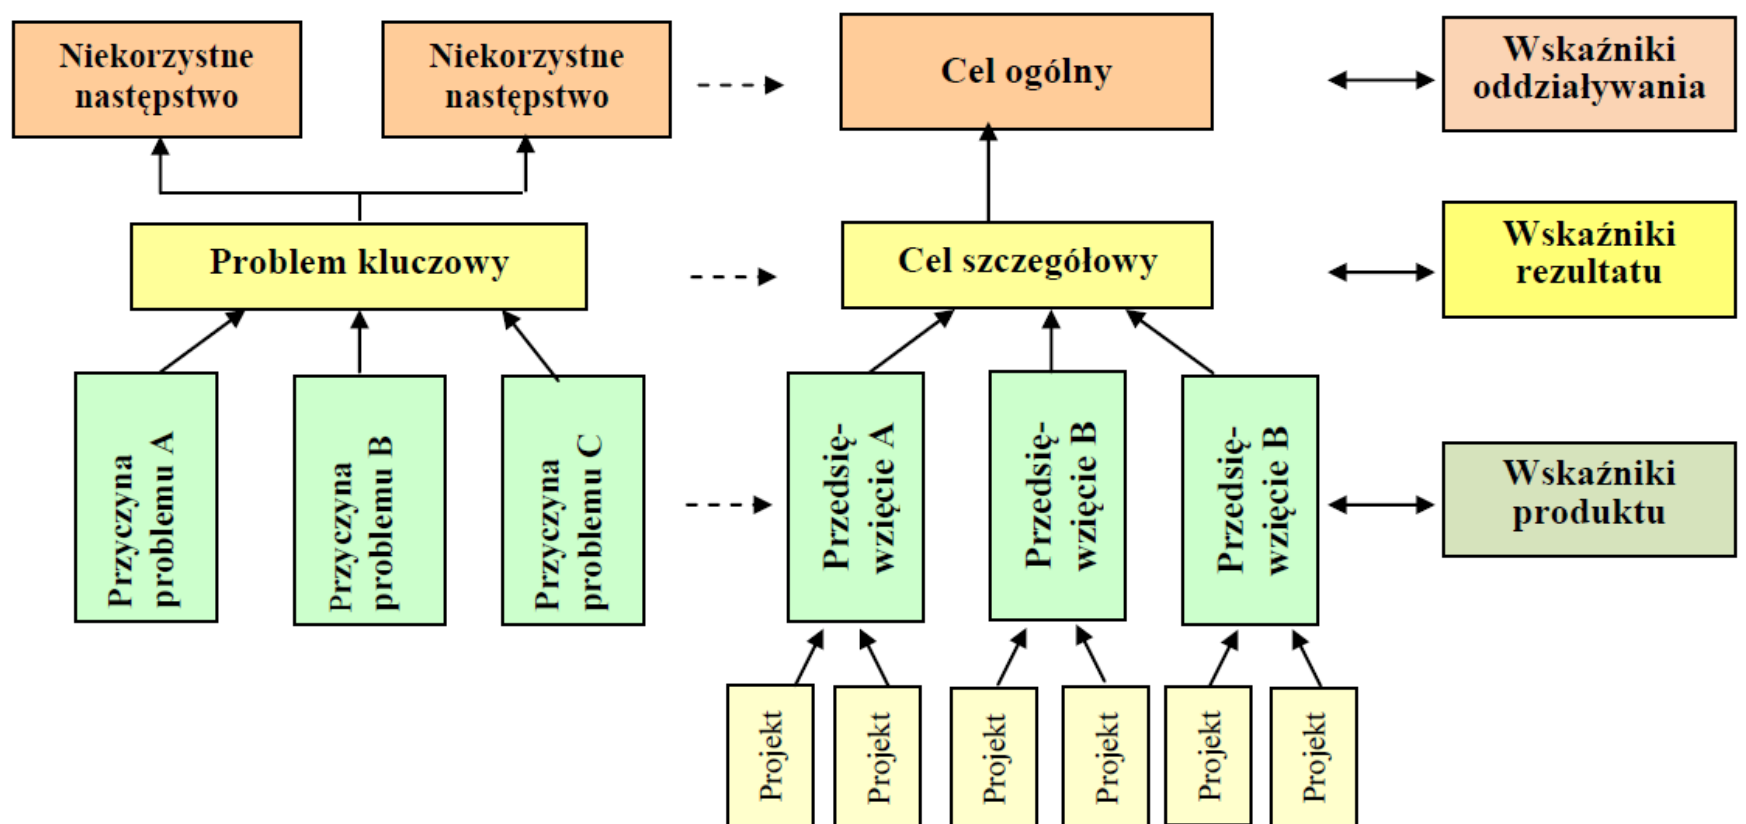 Niekorzystne
następstwo
Niekorzystne
następstwo
Cel ogólny
Wskaźniki
oddziaływania
Problem kluczowy
Cel szczegółowy
Wskaźniki
rezultatu
Przyczyna
problemu A
Przyczyna
problemu B
Przyczyna
problemu C
Przedsię-
wzięcie A
Przedsię-
wzięcie B
Przedsię-
wzięcie B
Wskaźniki
produktu
Projekt
Projekt
Projekt
Projekt
Projekt
Projekt